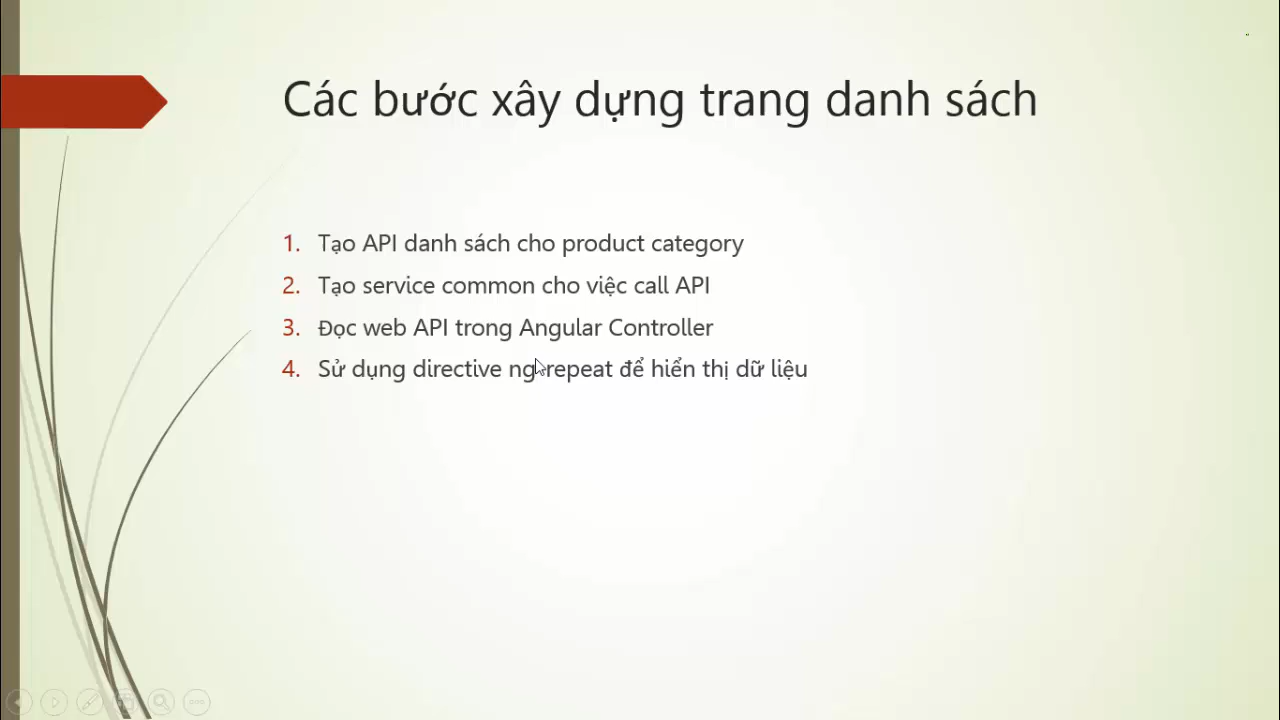 Các bước xây dựng trang danh sách
1. Tạo API danh sách cho product category
2. Tạo service common cho việc call API
3. Đọc web API trong Angular Controller
4. Sử dụng directive ng-repeat để hiển thị dữ liệu